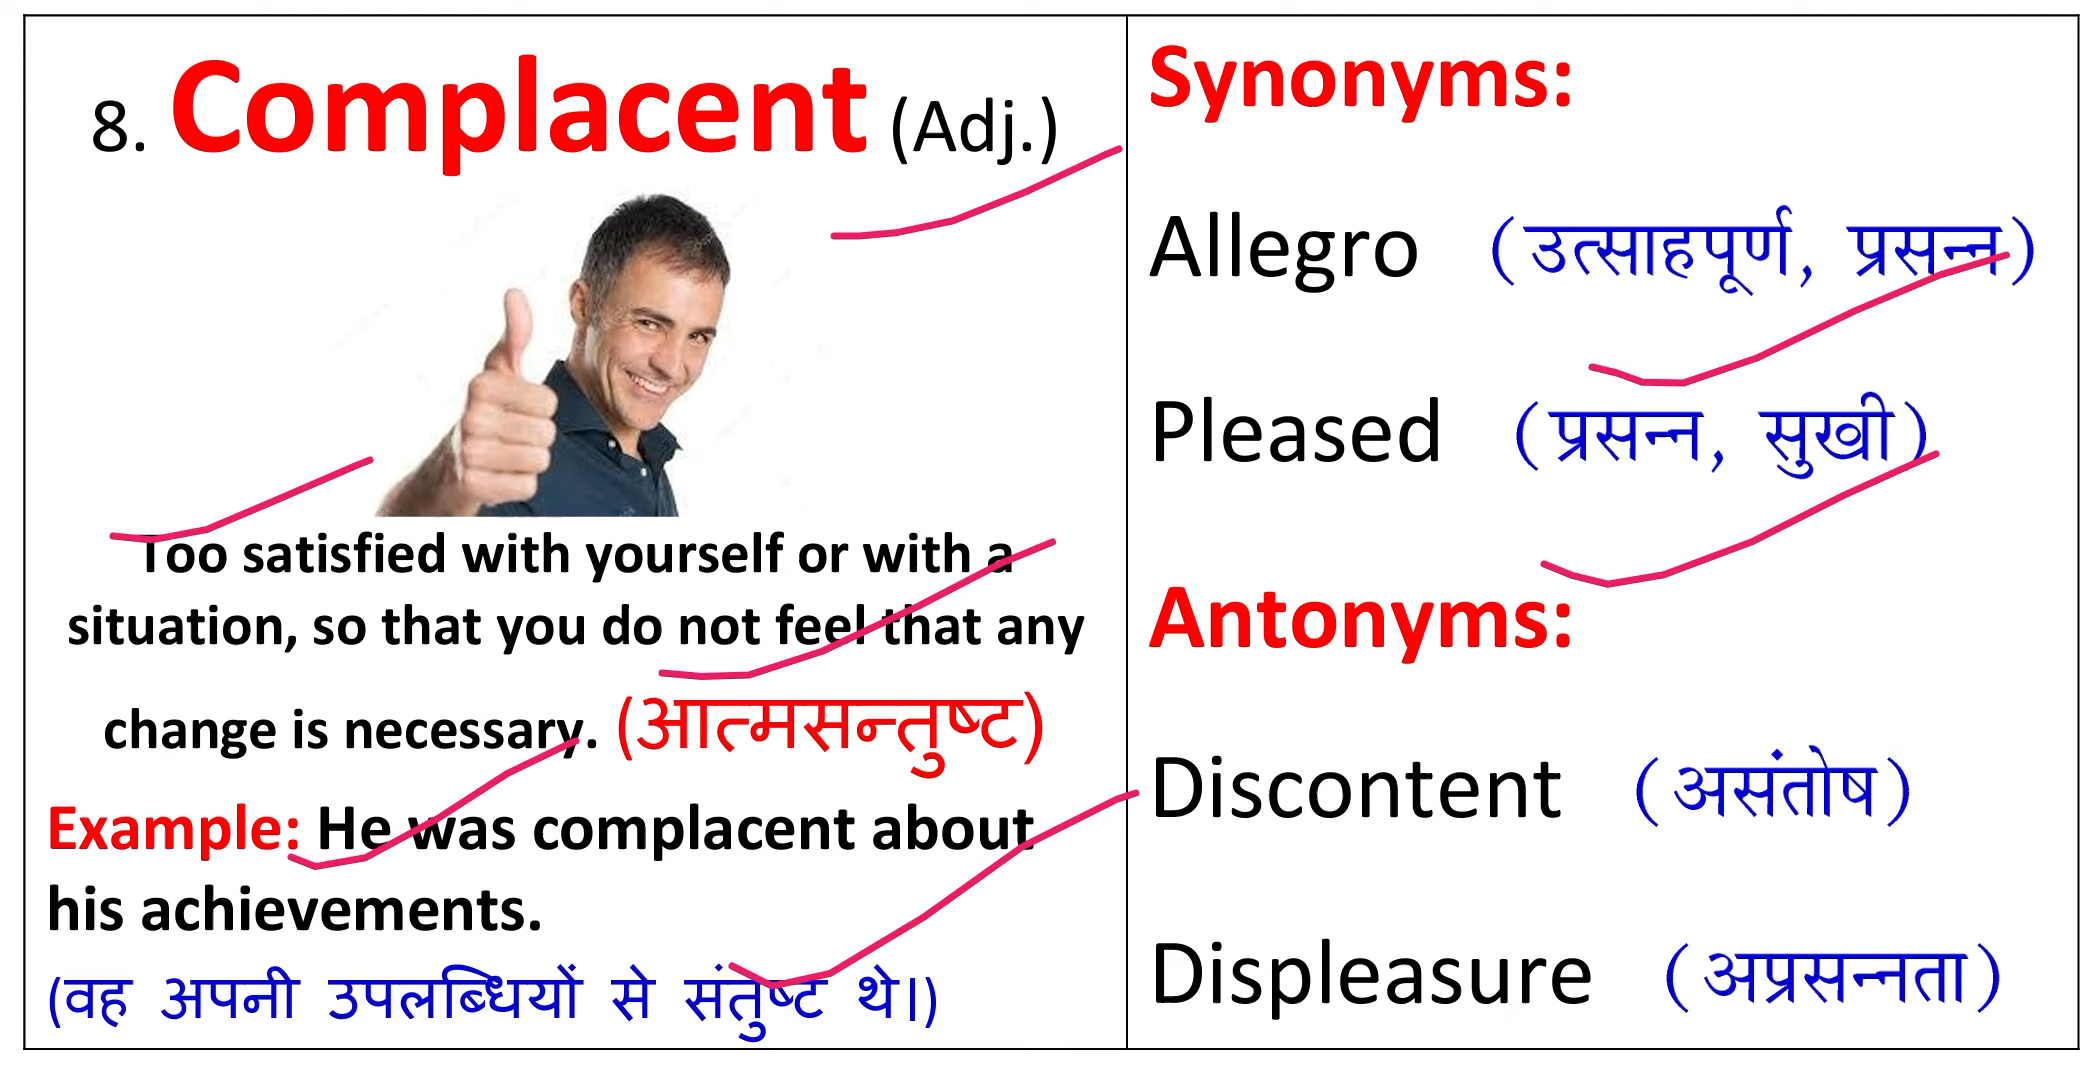 8. Complacent (Adj.)
Too satisfied with yourself or with a
situation, so that you do not feel that any
change is necessary. (आत्मसन्तुष्ट)
Example: He was complacent about
his achievements.
(वह अपनी उपलब्धियों से संतुष्ट थे।)
Synonyms:
Allegro (उत्साहपूर्ण, प्रसन्न)
Pleased (प्रसन्न, सुखी)
Antonyms:
Discontent (असंतोष)
Displeasure (अप्रसन्नता)